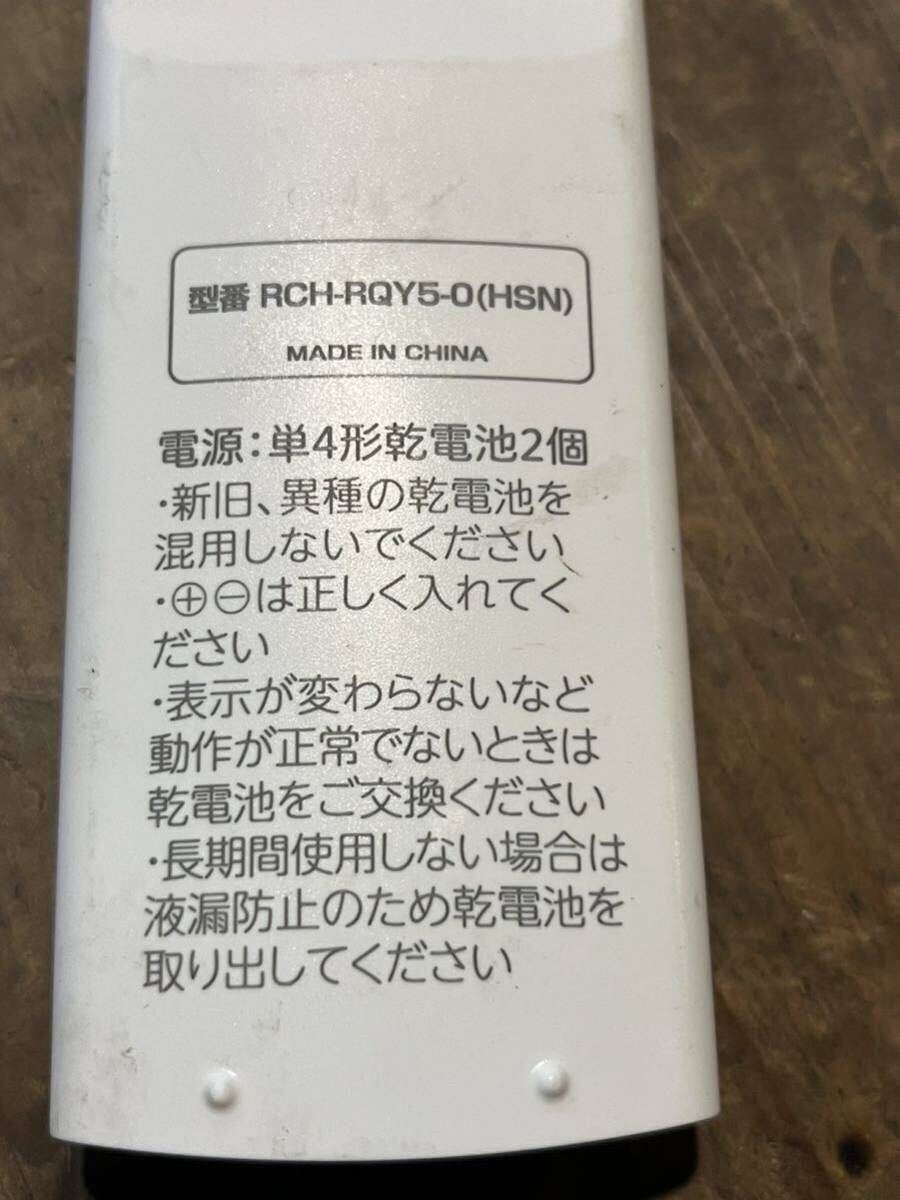 型番 RCH-RQY5-0(HSN)
MADE IN CHINA
電源:単4形乾電池2個
・新旧、異種の乾電池を
混用しないでください
・⊕⊖は正しく入れてく
ださい
・表示が変わらないなど
動作が正常でないときは
乾電池をご交換ください
・長期間使用しない場合は
液漏防止のため乾電池を
取り出してください